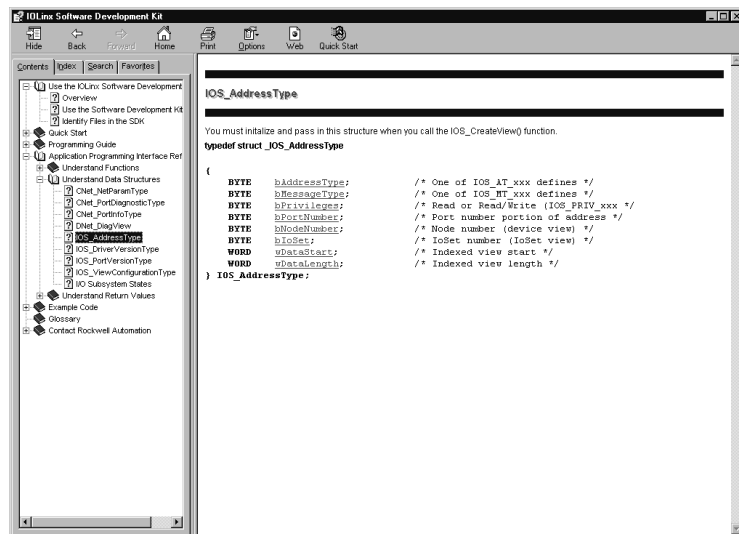 IOLinx Software Development Kit
Hide Back Forward Home Print Options Web Quick Start
Contents Index Search Favorites
Use the IOLinx Software Development
Overview
Use the Software Development Kit
Identify Files in the SDK
Quick Start
Programming Guide
Application Programming Interface Ref
Understand Functions
Understand Data Structures
CNet_NetParamType
CNet_PortDiagnosticType
CNet_PortInfoType
DNet_DiagView
IOS_AddressType
IOS_DriverVersionType
IOS_PortVersionType
IOS_ViewConfigurationType
I/O Subsystem States
Understand Return Values
Example Code
Glossary
Contact Rockwell Automation
IOS_AddressType
You must initalize and pass in this structure when you call the IOS_CreateView() function.
typedef struct _IOS_AddressType
{
BYTE bAddressType; /* One of IOS_AT_xxx defines */
BYTE bMessageType; /* One of IOS_MT_xxx defines */
BYTE bPrivileges; /* Read or Read/Write (IOS_PRIV_xxx */
BYTE bPortNumber; /* Port number portion of address */
BYTE bNodeNumber; /* Node number (device view) */
BYTE bIoSet; /* IoSet number (IoSet view) */
WORD wDataStart; /* Indexed view start */
WORD wDataLength; /* Indexed view length */
} IOS_AddressType;